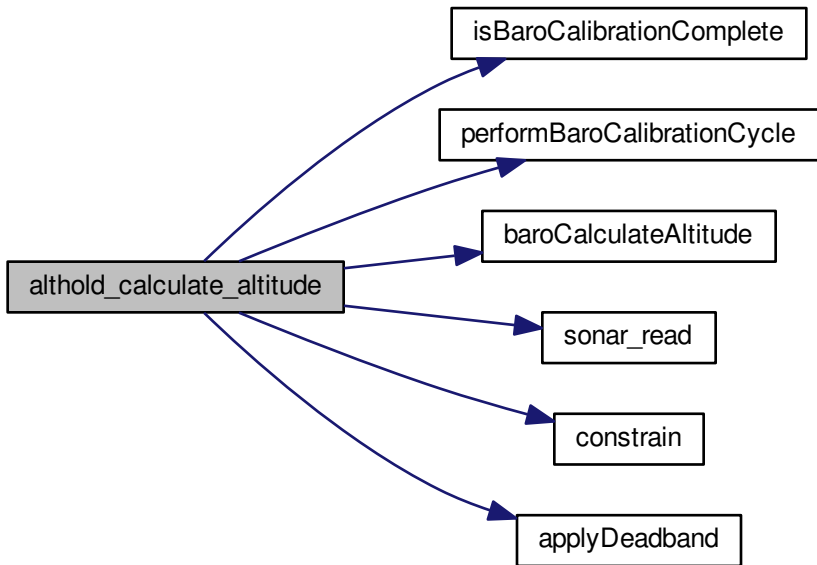 isBaroCalibrationComplete
performBaroCalibrationCycle
baroCalculateAltitude
althold_calculate_altitude
sonar_read
constrain
applyDeadband